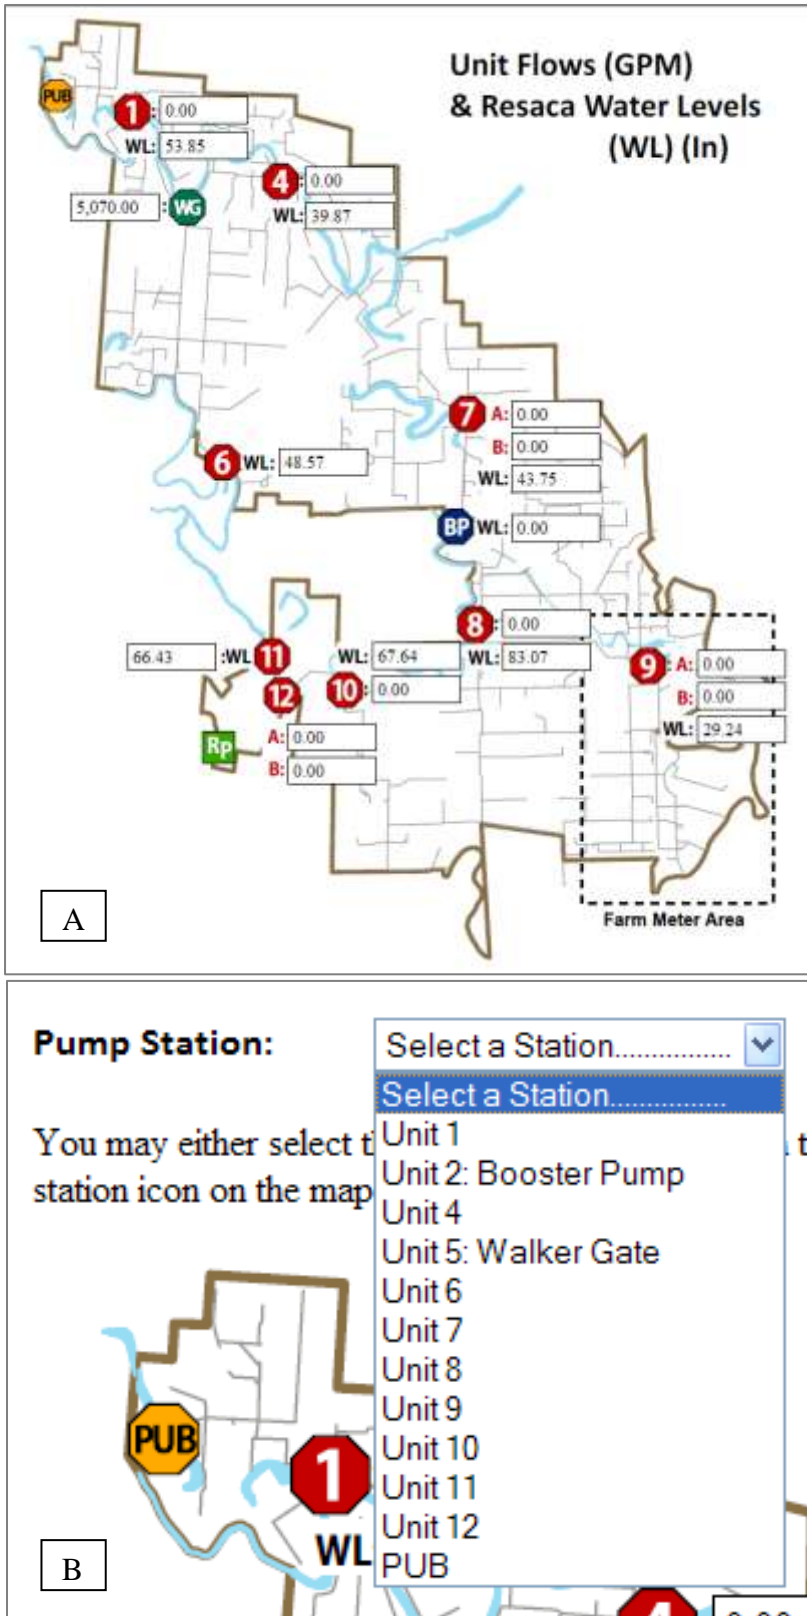 Unit Flows (GPM)
& Resaca Water Levels
(WL) (In)
PUB
1 : 0.00
WL: 53.85
4 : 0.00
WL: 39.87
5,070.00 : WG
7 A: 0.00
B: 0.00
WL: 43.75
6 WL: 48.57
BP WL: 0.00
8 : 0.00
WL: 83.07
66.43 :WL 11
WL: 67.64
10 : 0.00
12
A: 0.00
B: 0.00
RP
9 : A: 0.00
B: 0.00
WL: 29.24
Farm Meter Area
A
Pump Station:
Select a Station................
Select a Station................
Unit 1
Unit 2: Booster Pump
Unit 4
Unit 5: Walker Gate
Unit 6
Unit 7
Unit 8
Unit 9
Unit 10
Unit 11
Unit 12
PUB
You may either select
station icon on the map
PUB
1
WL
4
B